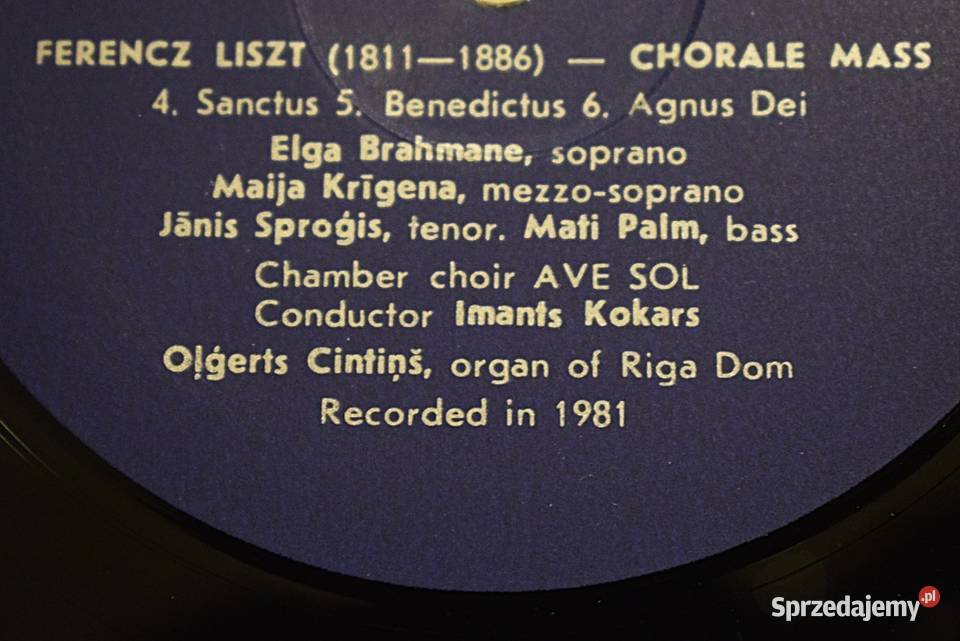 FERENCZ LISZT (1811—1886) — CHORALE MASS
4. Sanctus 5. Benedictus 6. Agnus Dei
Elga Brahmane, soprano
Maija Krīgena, mezzo-soprano
Jānis Sproģis, tenor. Mati Palm, bass
Chamber choir AVE SOL
Conductor Imants Kokars
Oļģerts Cintiņš, organ of Riga Dom
Recorded in 1981
Sprzedajemy.pl